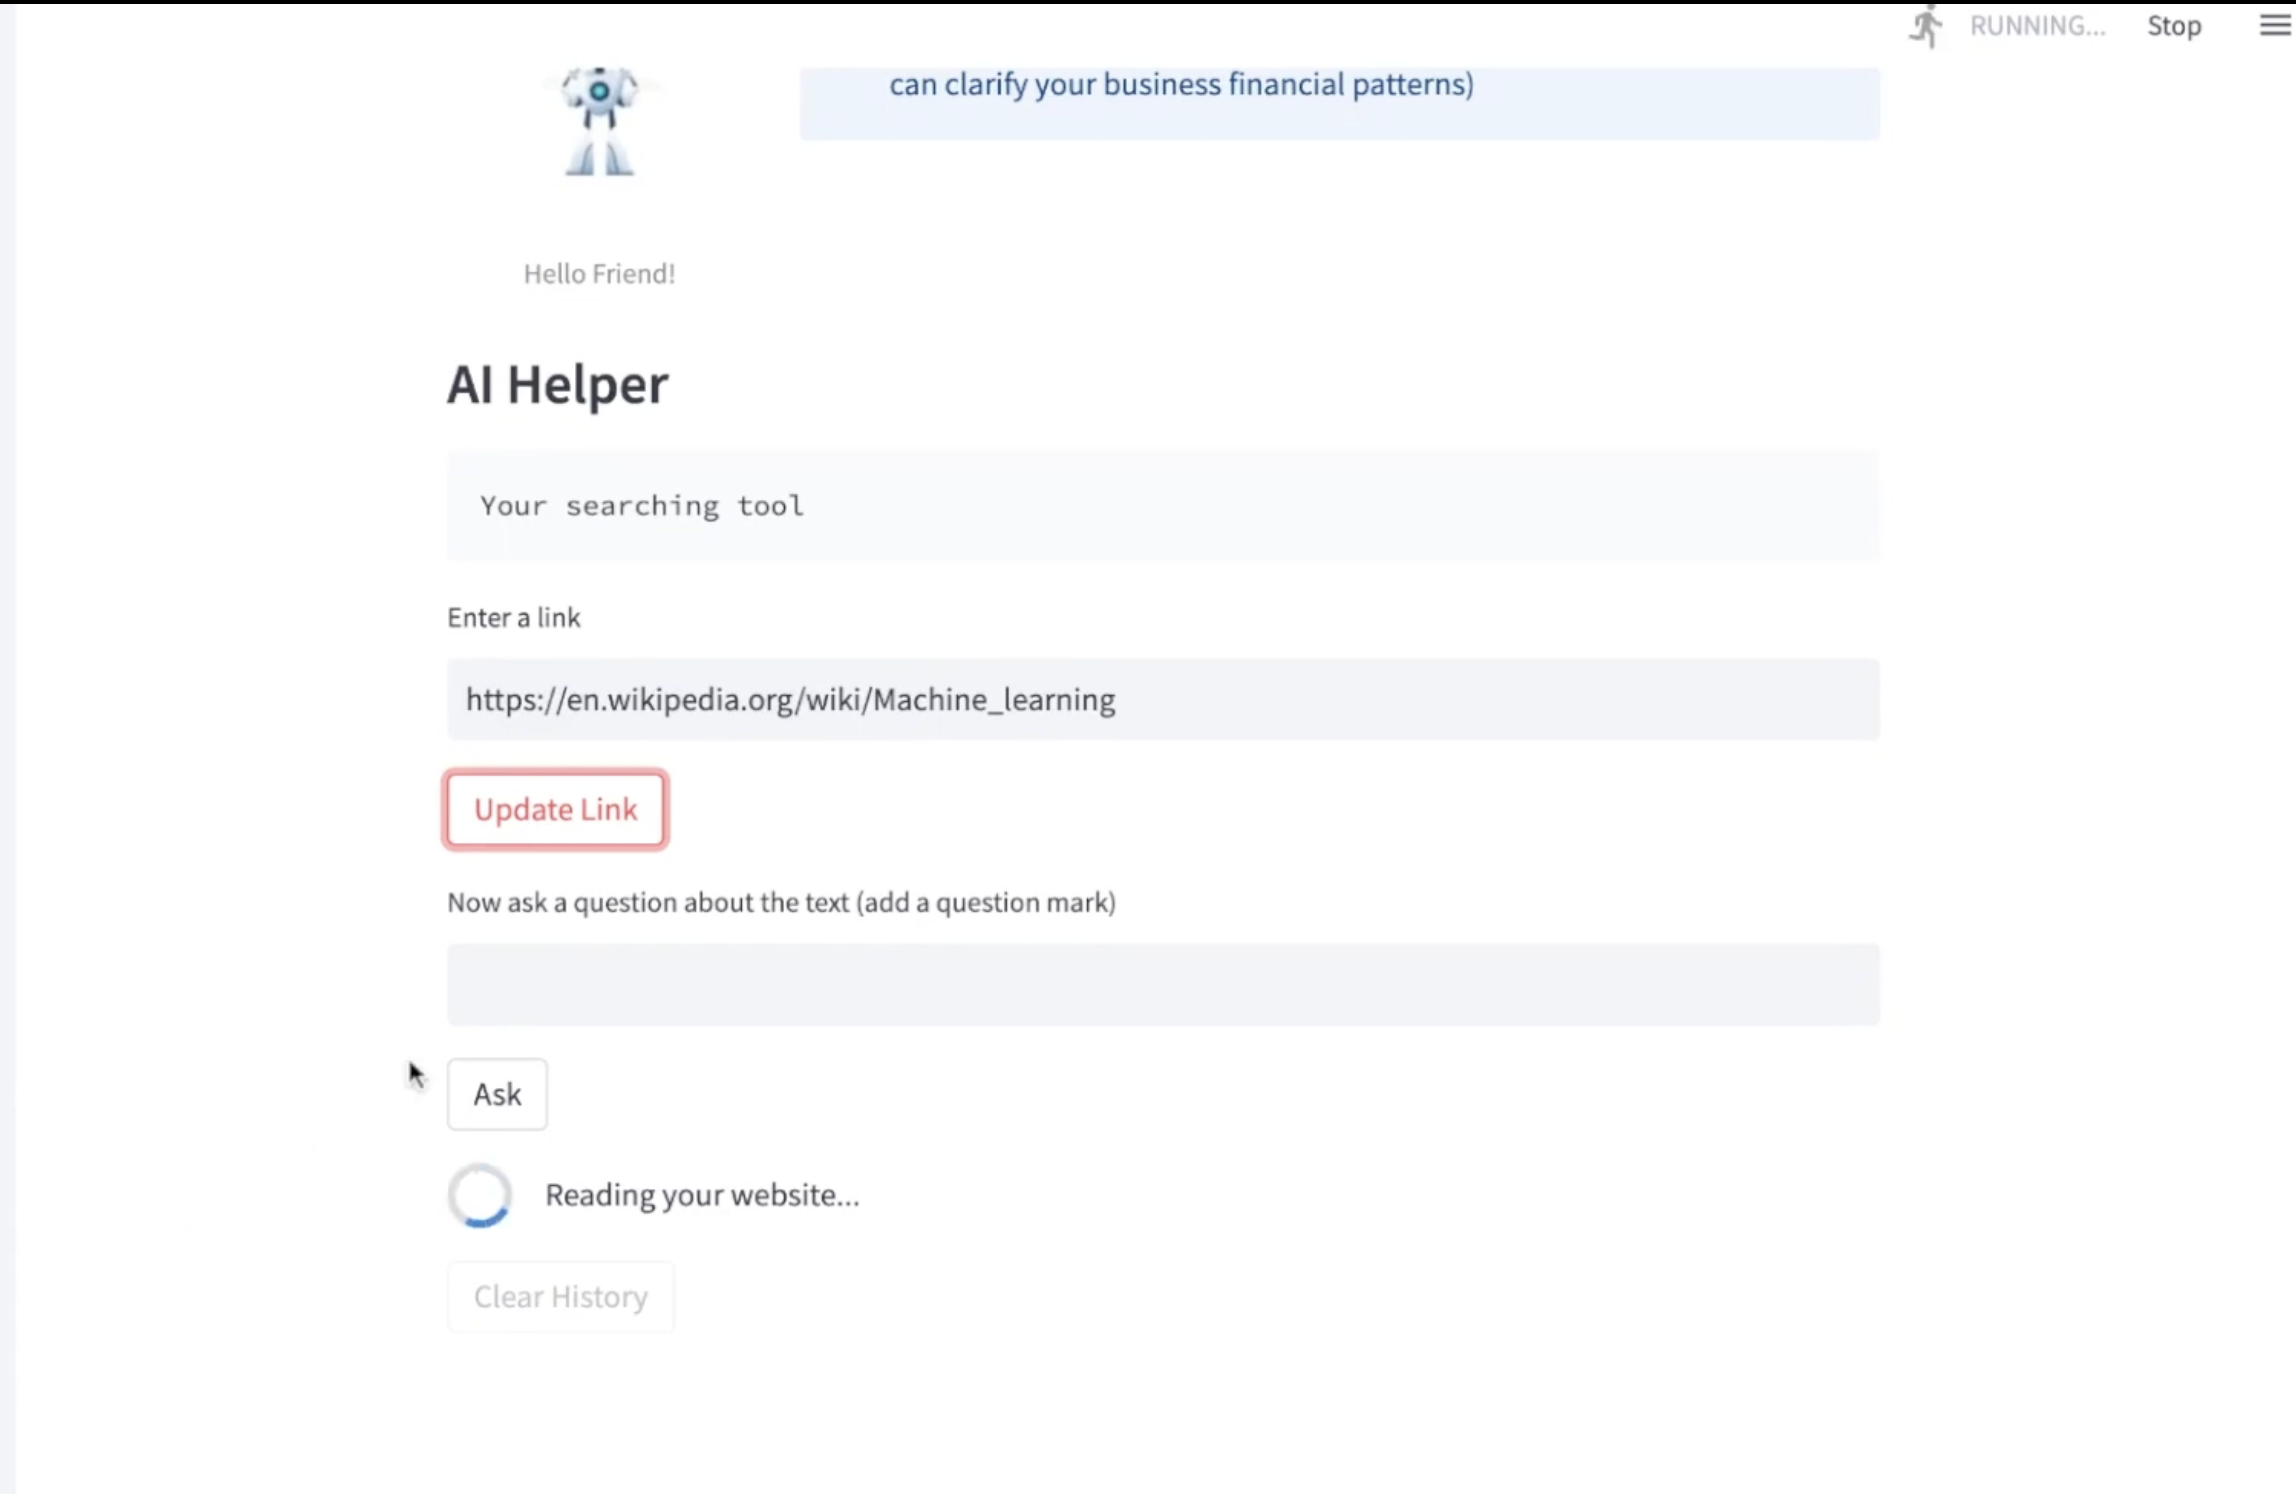 RUNNING... Stop
can clarify your business financial patterns)
Hello Friend!
AI Helper
Your searching tool
Enter a link
https://en.wikipedia.org/wiki/Machine_learning
Update Link
Now ask a question about the text (add a question mark)
Ask
Reading your website...
Clear History